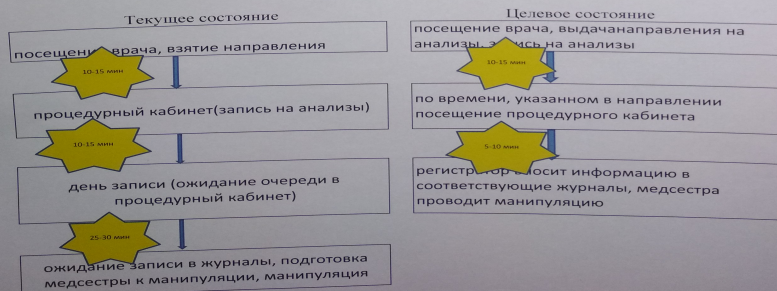 Текущее состояние
посещение врача, взятие направления
10-15 мин
процедурный кабинет(запись на анализы)
10-15 мин
день записи (ожидание очереди в
процедурный кабинет)
25-30 мин
ожидание записи в журналы, подготовка
медсестры к манипуляции, манипуляция
Целевое состояние
посещение врача, выдачанаправления на
анализы, запись на анализы
10-15 мин
по времени, указанном в направлении
посещение процедурного кабинета
5-10 мин
регистратор вносит информацию в
соответствующие журналы, медсестра
проводит манипуляцию